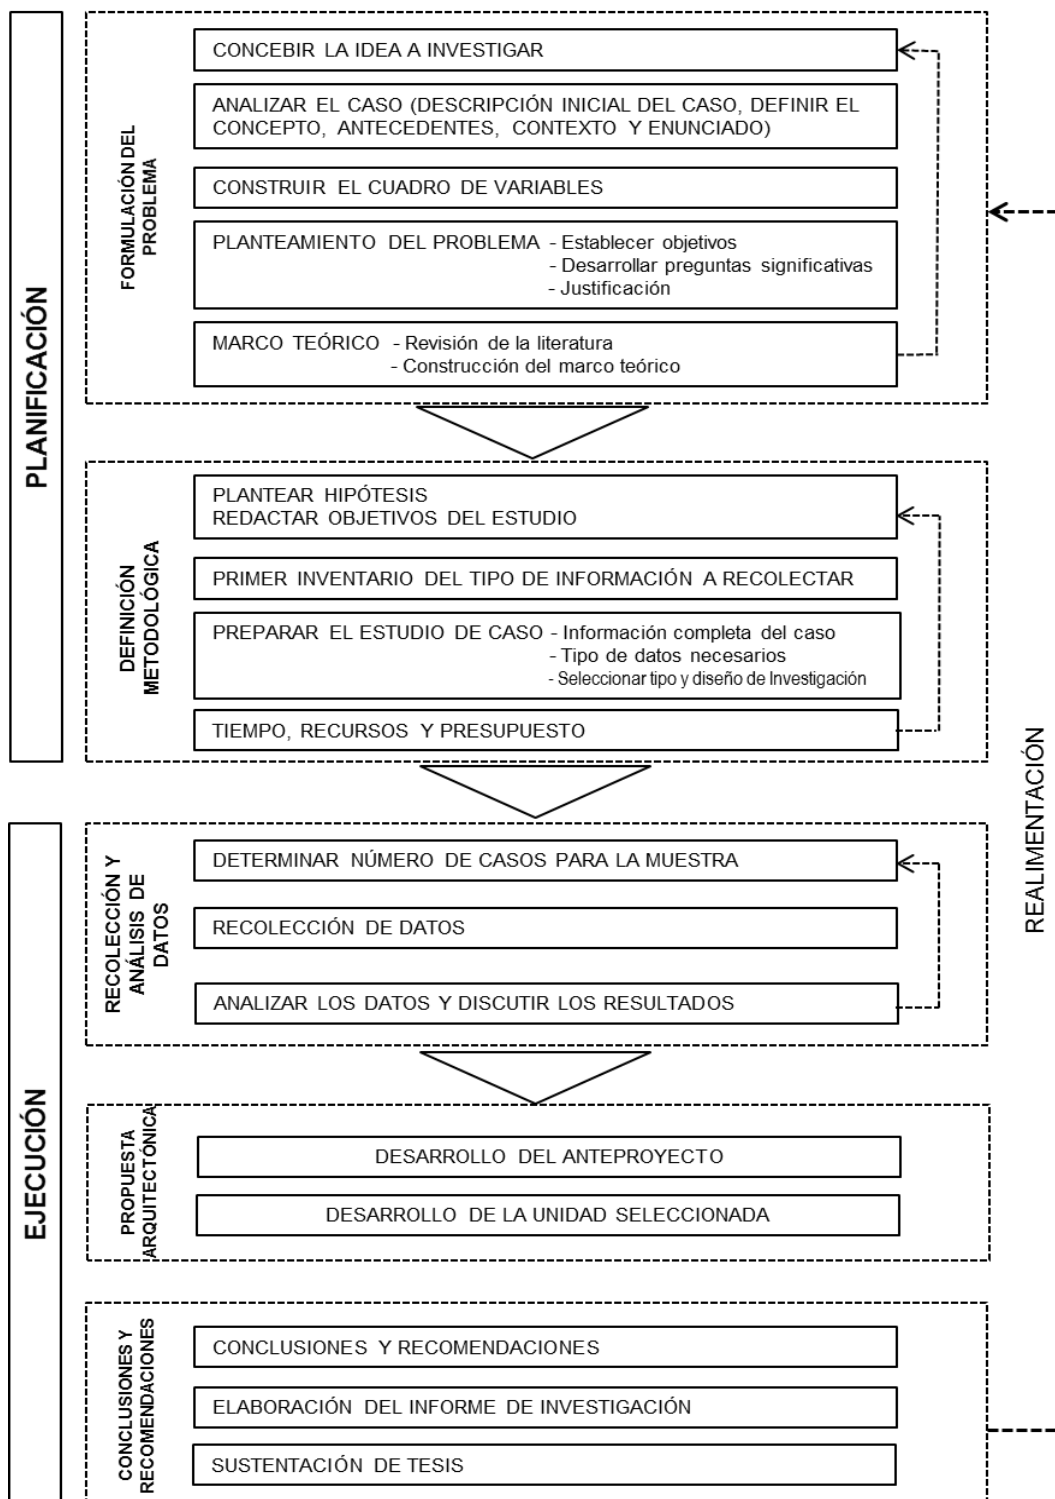 PLANIFICACIÓN
FORMULACIÓN DEL
PROBLEMA
CONCEBIR LA IDEA A INVESTIGAR
ANALIZAR EL CASO (DESCRIPCIÓN INICIAL DEL CASO, DEFINIR EL
CONCEPTO, ANTECEDENTES, CONTEXTO Y ENUNCIADO)
CONSTRUIR EL CUADRO DE VARIABLES
PLANTEAMIENTO DEL PROBLEMA - Establecer objetivos
- Desarrollar preguntas significativas
- Justificación
MARCO TEÓRICO - Revisión de la literatura
- Construcción del marco teórico
DEFINICIÓN
METODOLÓGICA
PLANTEAR HIPÓTESIS
REDACTAR OBJETIVOS DEL ESTUDIO
PRIMER INVENTARIO DEL TIPO DE INFORMACIÓN A RECOLECTAR
PREPARAR EL ESTUDIO DE CASO - Información completa del caso
- Tipo de datos necesarios
- Seleccionar tipo y diseño de Investigación
TIEMPO, RECURSOS Y PRESUPUESTO
REALIMENTACIÓN
EJECUCIÓN
RECOLECCIÓN Y
ANÁLISIS DE
DATOS
DETERMINAR NÚMERO DE CASOS PARA LA MUESTRA
RECOLECCIÓN DE DATOS
ANALIZAR LOS DATOS Y DISCUTIR LOS RESULTADOS
PROPUESTA
ARQUITECTÓNICA
DESARROLLO DEL ANTEPROYECTO
DESARROLLO DE LA UNIDAD SELECCIONADA
CONCLUSIONES Y
RECOMENDACIONES
CONCLUSIONES Y RECOMENDACIONES
ELABORACIÓN DEL INFORME DE INVESTIGACIÓN
SUSTENTACIÓN DE TESIS